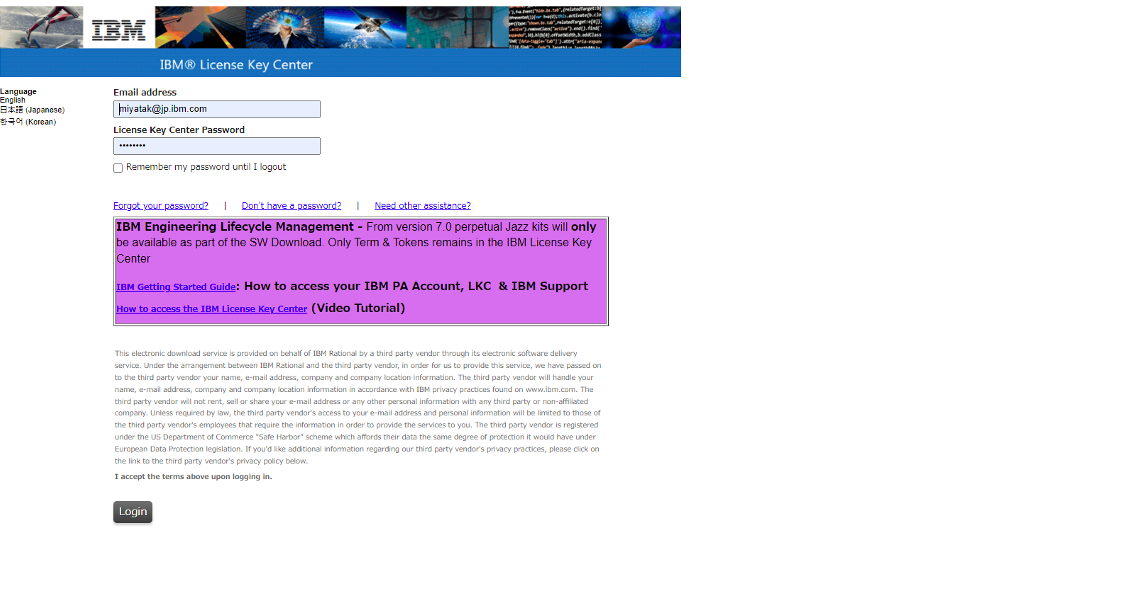 IBM
IBM® License Key Center
Language
English
日本語 (Japanese)
한국어 (Korean)
Email address
miyatak@jp.ibm.com
License Key Center Password
••••••••
Remember my password until I logout
Forgot your password? | Don't have a password? | Need other assistance?
IBM Engineering Lifecycle Management - From version 7.0 perpetual Jazz kits will only
be available as part of the SW Download. Only Term & Tokens remains in the IBM License Key
Center
IBM Getting Started Guide: How to access your IBM PA Account, LKC & IBM Support
How to access the IBM License Key Center (Video Tutorial)
This electronic download service is provided on behalf of IBM Rational by a third party vendor through its electronic software delivery
service. Under the arrangement between IBM Rational and the third party vendor, in order for us to provide this service, we have passed on
to the third party vendor your name, e-mail address, company and company location information. The third party vendor will handle your
name, e-mail address, company and company location information in accordance with IBM privacy practices found on www.ibm.com. The
third party vendor will not rent, sell or share your e-mail address or any other personal information with any third party or non-affiliated
company. Unless required by law, the third party vendor's access to your e-mail address and personal information will be limited to those of
the third party vendor's employees that require the information in order to provide the services to you. The third party vendor is registered
under the US Department of Commerce "Safe Harbor" scheme which affords their data the same degree of protection it would have under
European Data Protection legislation. If you'd like additional information regarding our third party vendor's privacy practices, please click on
the link to the third party vendor's privacy policy below.
I accept the terms above upon logging in.
Login